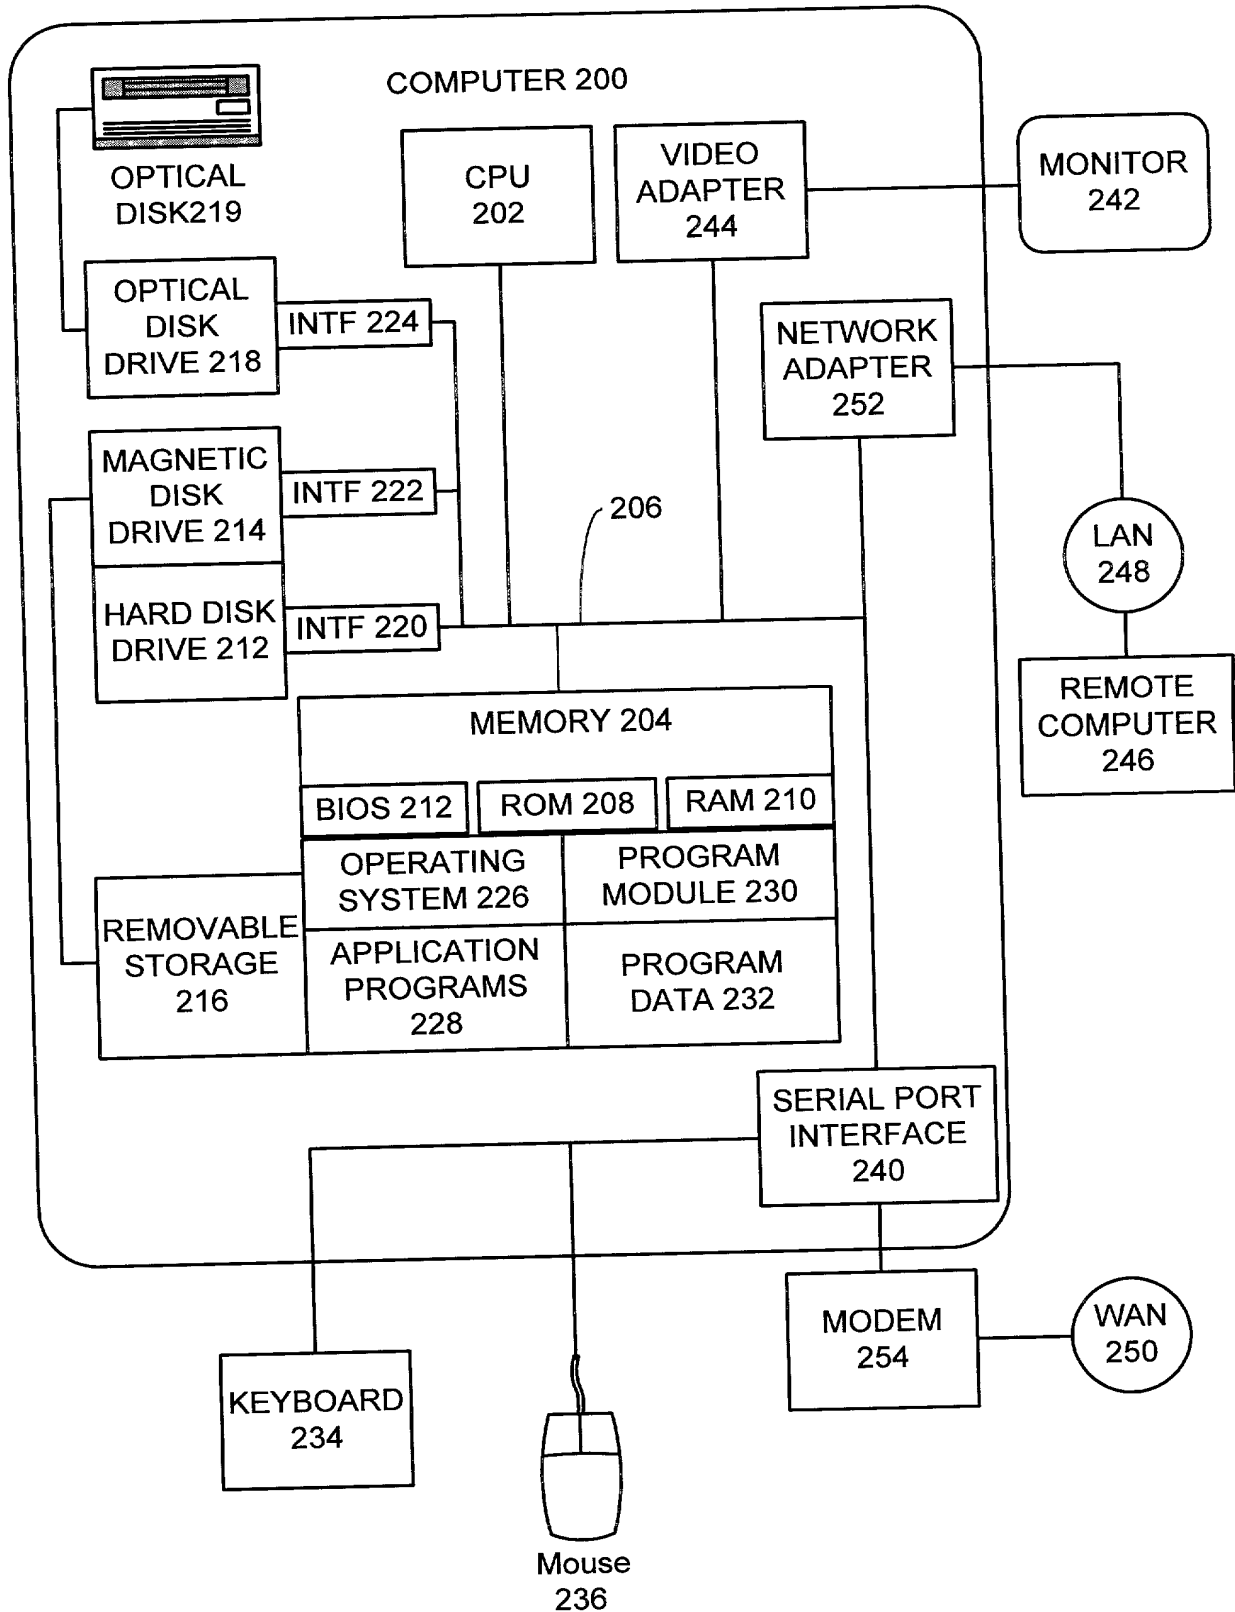 COMPUTER 200
OPTICAL
DISK219
CPU
202
VIDEO
ADAPTER
244
MONITOR
242
OPTICAL
DISK
DRIVE 218
INTF 224
NETWORK
ADAPTER
252
MAGNETIC
DISK
DRIVE 214
INTF 222
206
LAN
248
HARD DISK
DRIVE 212
INTF 220
REMOTE
COMPUTER
246
MEMORY 204
BIOS 212
ROM 208
RAM 210
OPERATING
SYSTEM 226
PROGRAM
MODULE 230
REMOVABLE
STORAGE
216
APPLICATION
PROGRAMS
228
PROGRAM
DATA 232
SERIAL PORT
INTERFACE
240
MODEM
254
WAN
250
KEYBOARD
234
Mouse
236